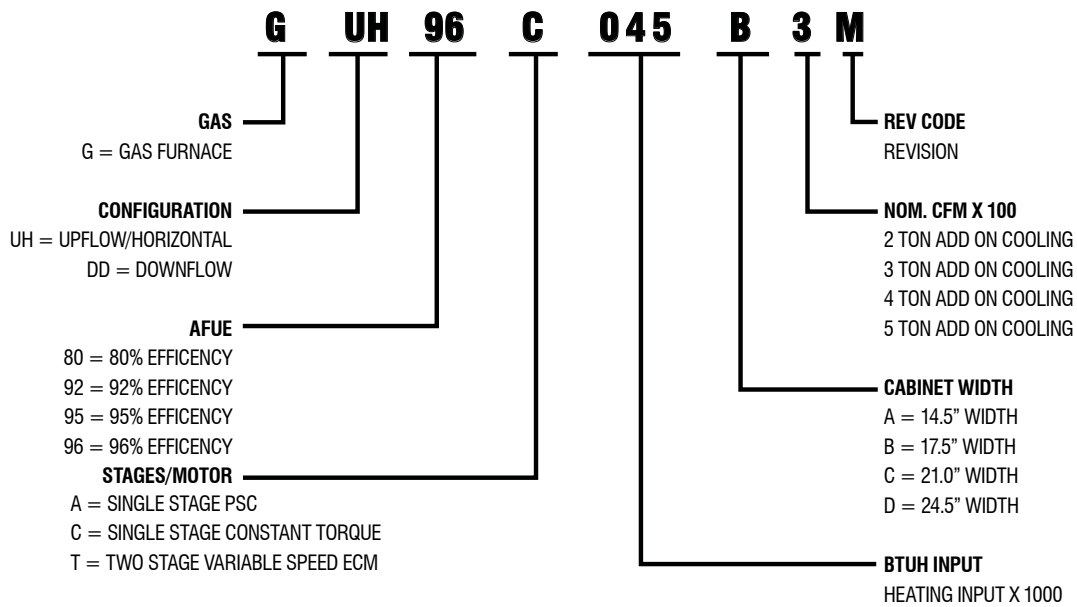 G UH 96 C 045 B 3 M
GAS
G = GAS FURNACE
CONFIGURATION
UH = UPFLOW/HORIZONTAL
DD = DOWNFLOW
AFUE
80 = 80% EFFICENCY
92 = 92% EFFICENCY
95 = 95% EFFICENCY
96 = 96% EFFICENCY
STAGES/MOTOR
A = SINGLE STAGE PSC
C = SINGLE STAGE CONSTANT TORQUE
T = TWO STAGE VARIABLE SPEED ECM
REV CODE
REVISION
NOM. CFM X 100
2 TON ADD ON COOLING
3 TON ADD ON COOLING
4 TON ADD ON COOLING
5 TON ADD ON COOLING
CABINET WIDTH
A = 14.5” WIDTH
B = 17.5” WIDTH
C = 21.0” WIDTH
D = 24.5” WIDTH
BTUH INPUT
HEATING INPUT X 1000